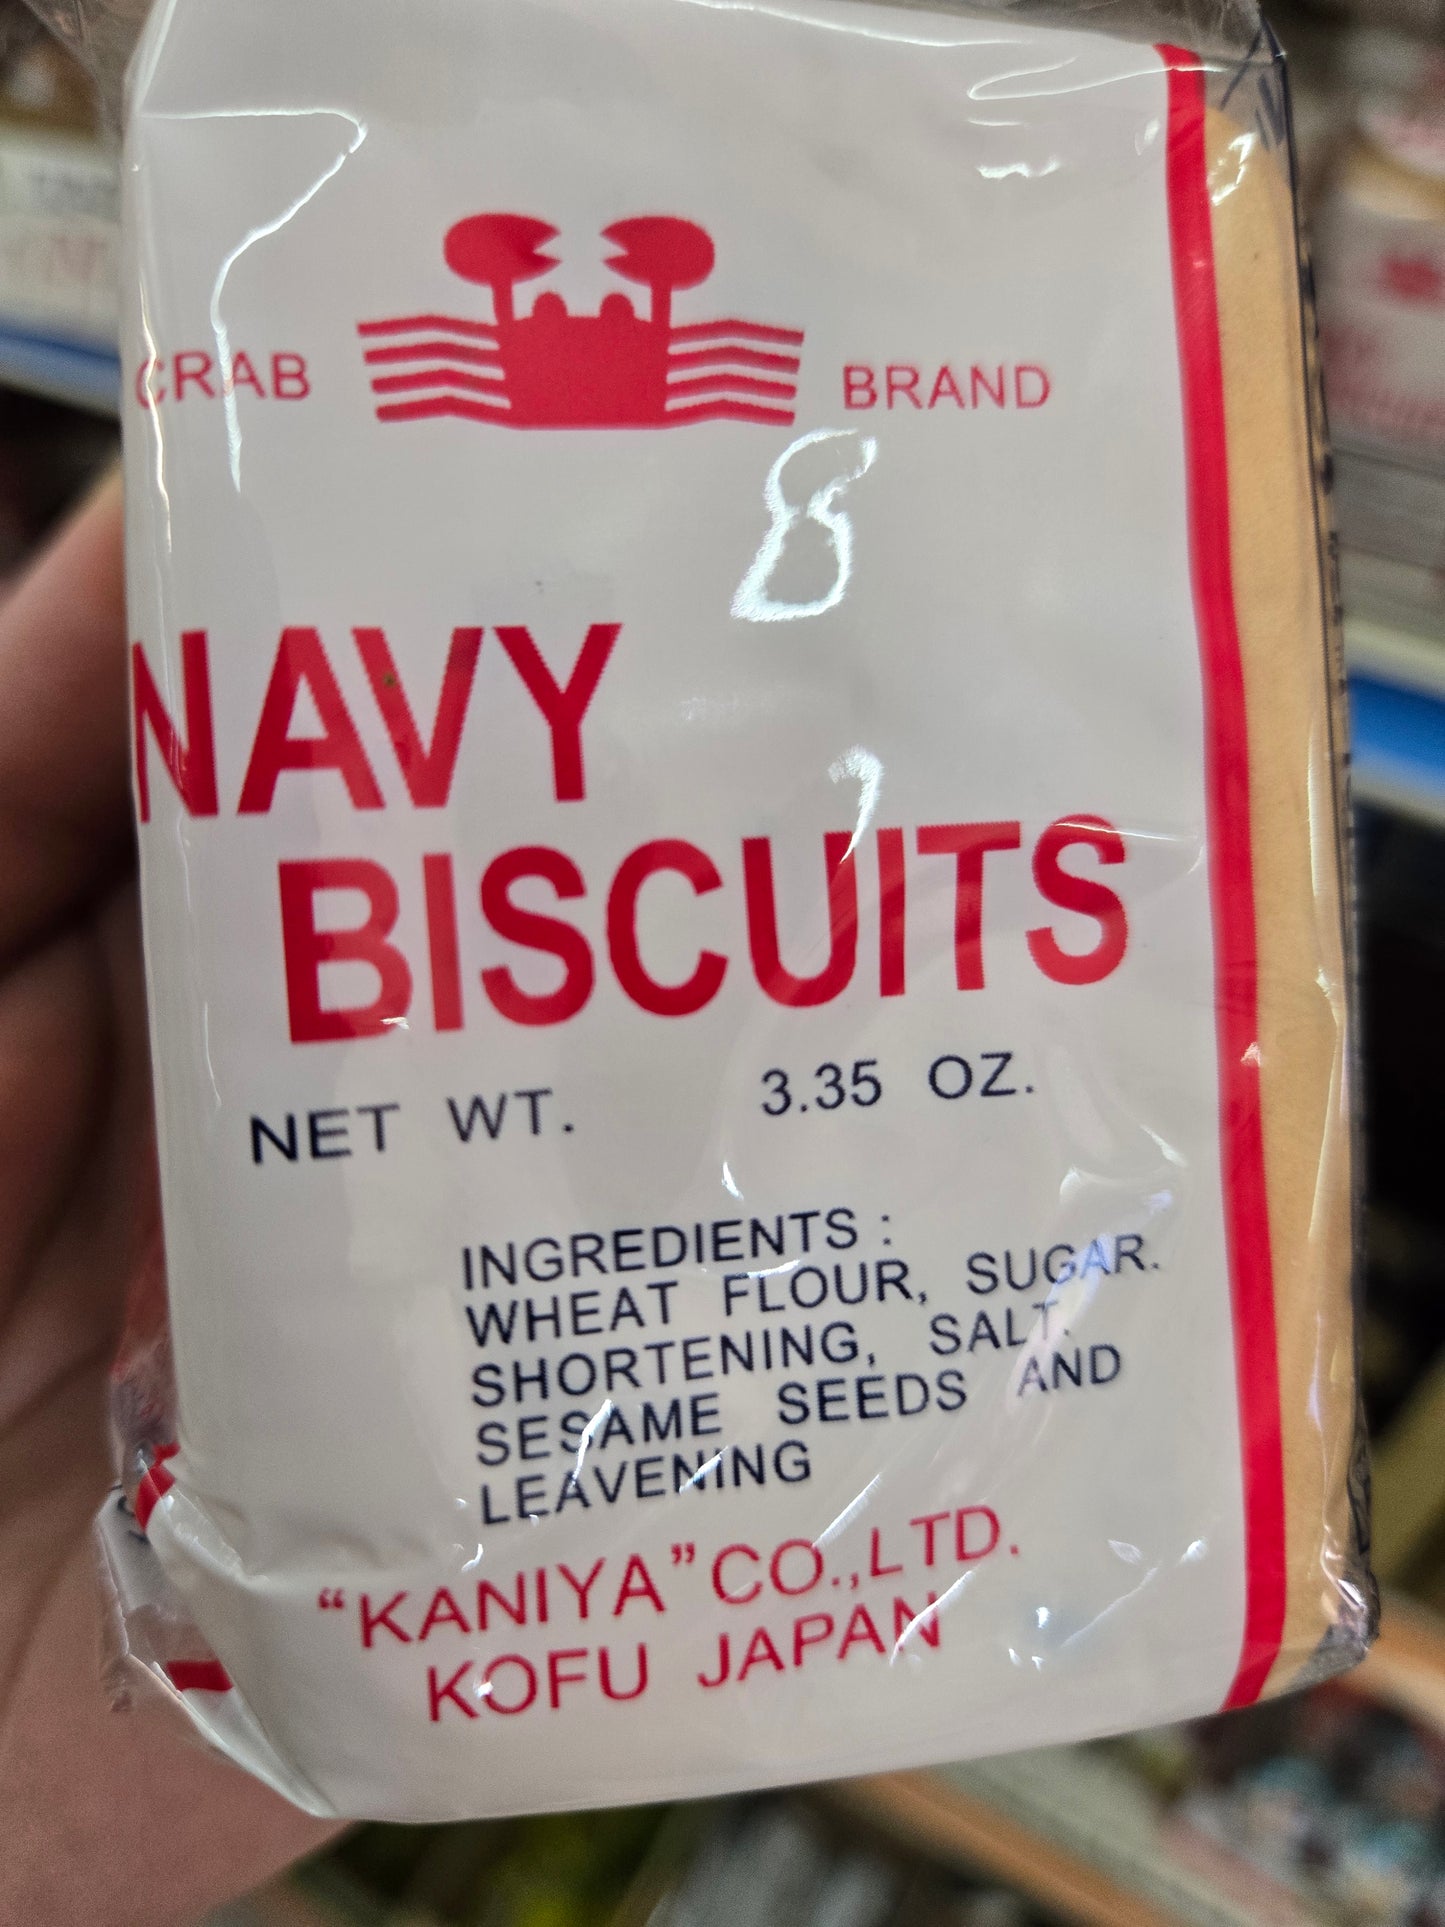 CRAB BRAND
NAVY
BISCUITS
NET WT. 3.35 OZ.
INGREDIENTS :
WHEAT FLOUR, SUGAR.
SHORTENING, SALT.
SESAME SEEDS AND
LEAVENING
“KANIYA” CO.,LTD.
KOFU JAPAN